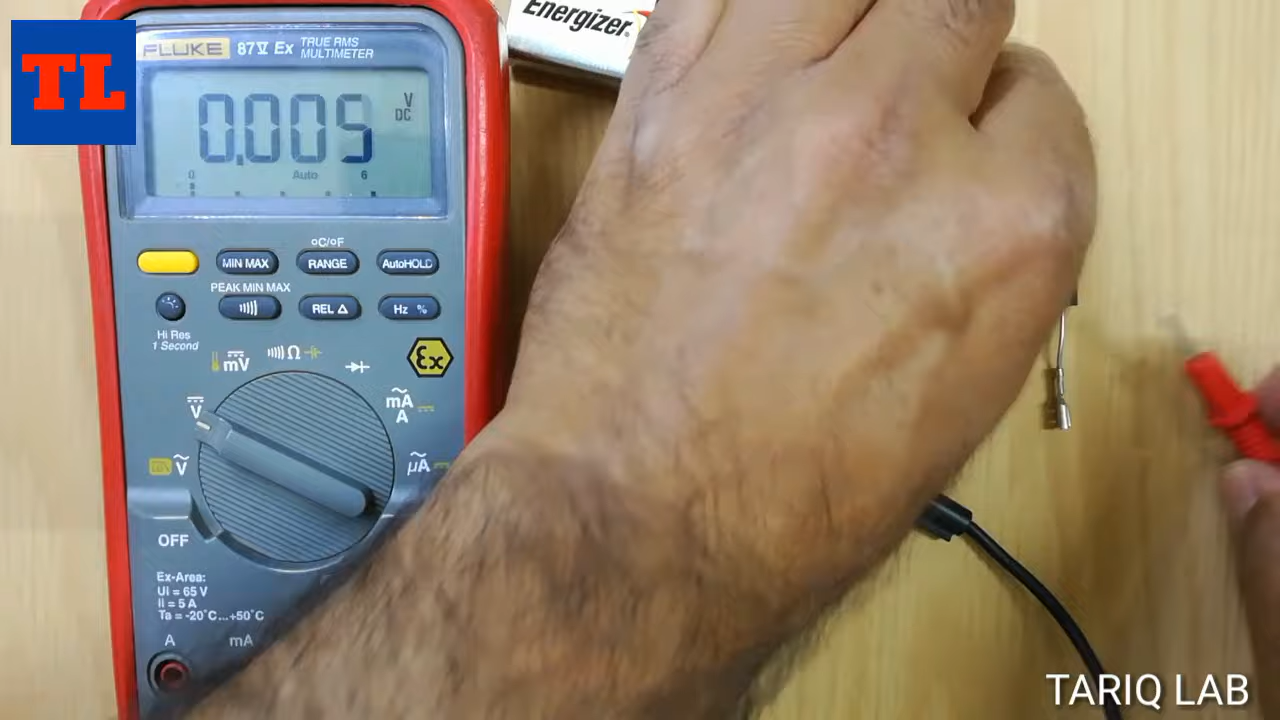 TL
FLUKE 87V Ex TRUE RMS MULTIMETER
Energizer.
0.005 V DC
0 Auto 6
°C/°F
MIN MAX RANGE AutoHOLD
PEAK MIN MAX
REL Δ Hz %
Hi Res
1 Second
mV Ω
Ex
V
mA
A
V
µA
OFF
Ex-Area:
Ui = 65 V
Ii = 5 A
Ta = -20°C...+50°C
A mA
TARIQ LAB